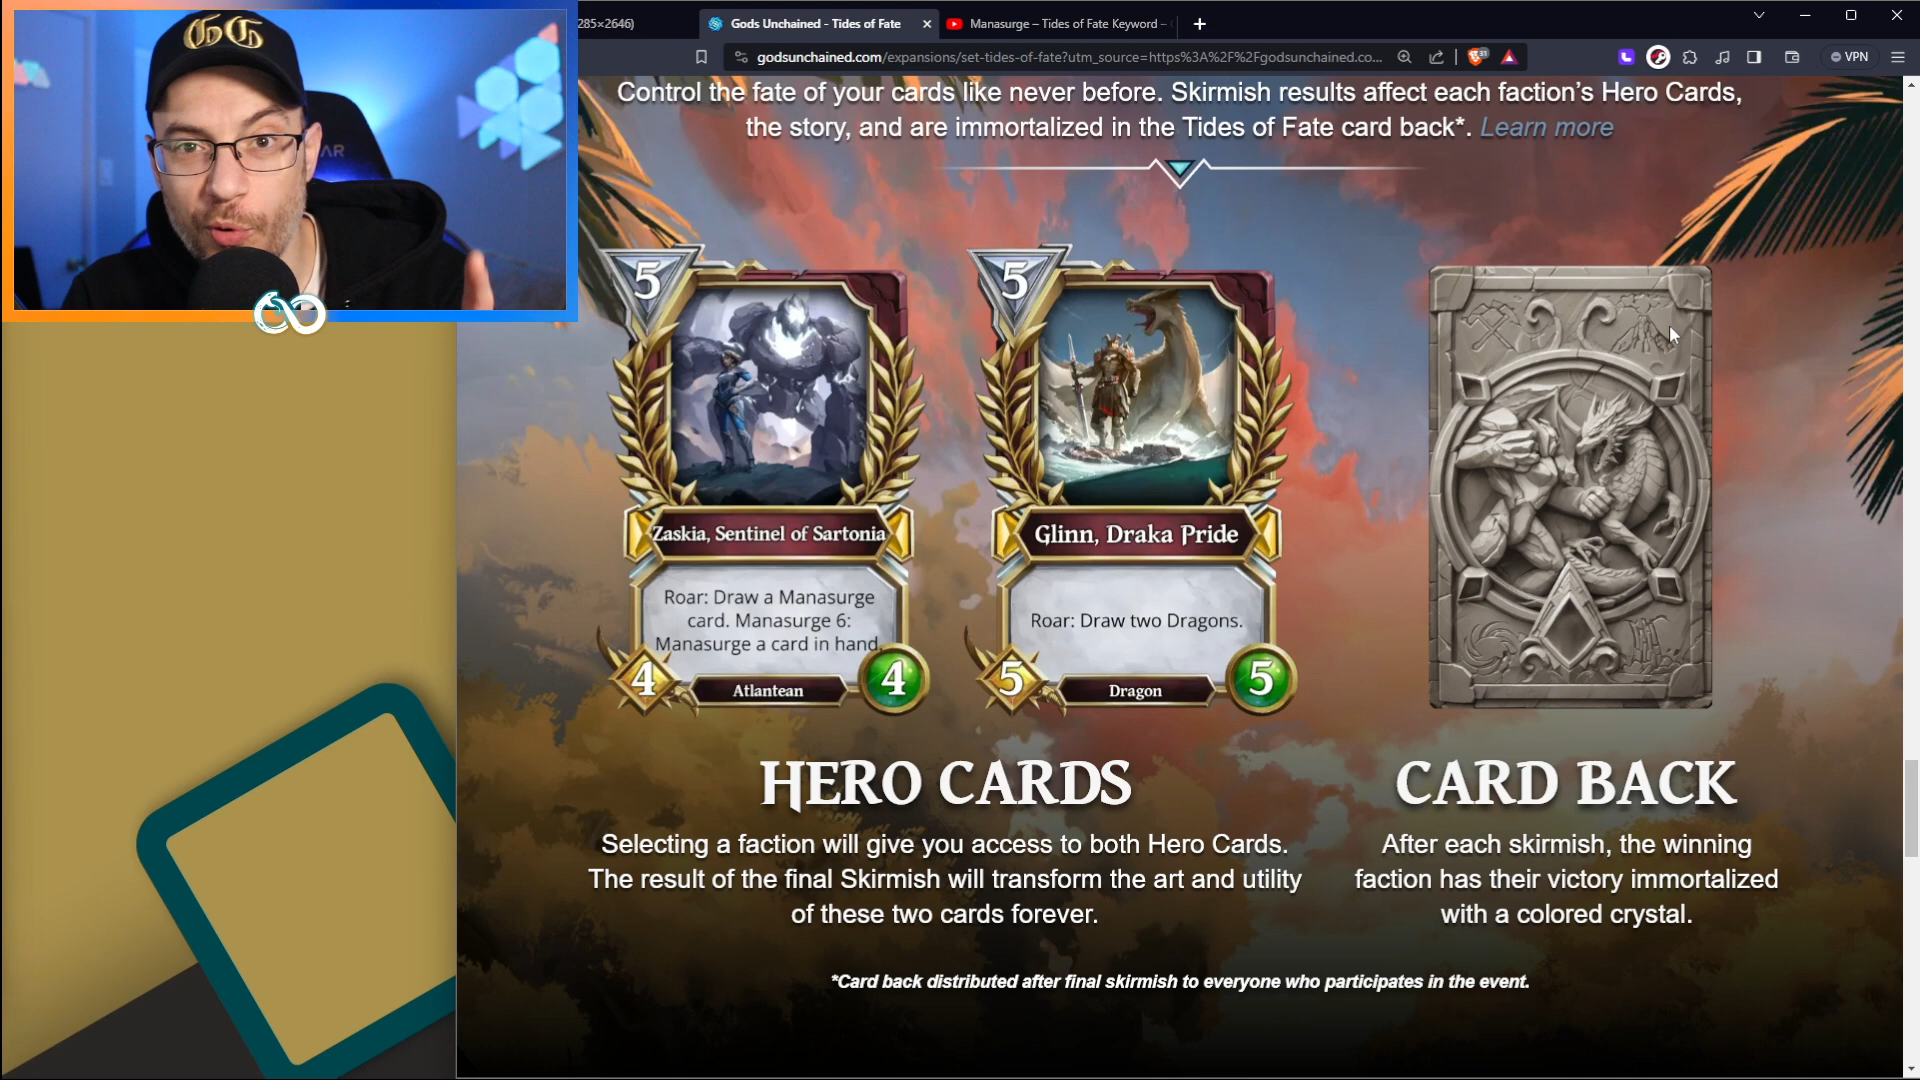 285×2646)
Gods Unchained - Tides of Fate
Manasurge – Tides of Fate Keyword –
godsunchained.com/expansions/set-tides-of-fate?utm_source=https%3A%2F%2Fgodsunchained.co...
31
VPN
Control the fate of your cards like never before. Skirmish results affect each faction's Hero Cards,
the story, and are immortalized in the Tides of Fate card back*. Learn more
5
Zaskia, Sentinel of Sartonia
Roar: Draw a Manasurge
card. Manasurge 6:
Manasurge a card in hand.
4
Atlantean
4
5
Glinn, Draka Pride
Roar: Draw two Dragons.
5
Dragon
5
HERO CARDS
Selecting a faction will give you access to both Hero Cards.
The result of the final Skirmish will transform the art and utility
of these two cards forever.
CARD BACK
After each skirmish, the winning
faction has their victory immortalized
with a colored crystal.
*Card back distributed after final skirmish to everyone who participates in the event.